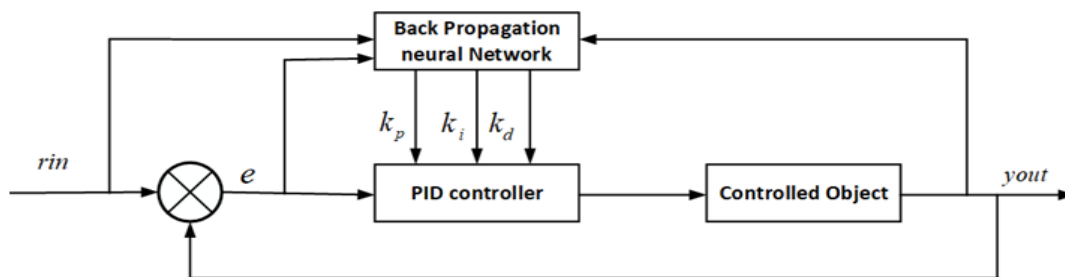 Back Propagation
neural Network
k_p k_i k_d
rin
e
PID controller
Controlled Object
yout